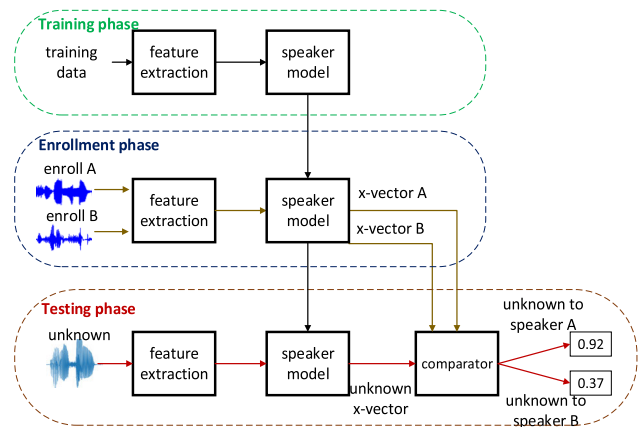 Training phase
training
data
feature
extraction
speaker
model
Enrollment phase
enroll A
enroll B
feature
extraction
speaker
model
x-vector A
x-vector B
Testing phase
unknown
feature
extraction
speaker
model
unknown
x-vector
comparator
unknown to
speaker A
0.92
0.37
unknown to
speaker B